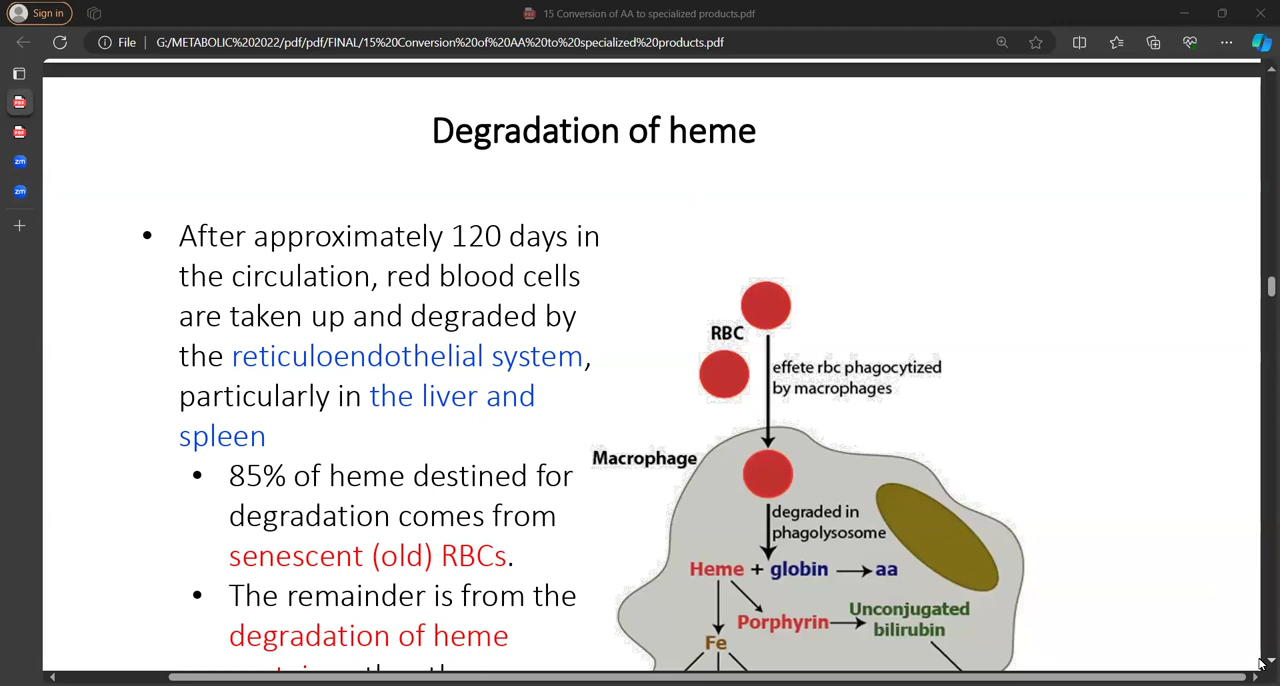 Sign in
15 Conversion of AA to specialized products.pdf
File
G:/METABOLIC%202022/pdf/pdf/FINAL/15%20Conversion%20of%20AA%20to%20specialized%20products.pdf
zm
zm
Degradation of heme
• After approximately 120 days in
the circulation, red blood cells
are taken up and degraded by
the reticuloendothelial system,
particularly in the liver and
spleen
• 85% of heme destined for
degradation comes from
senescent (old) RBCs.
• The remainder is from the
degradation of heme
RBC
effete rbc phagocytized
by macrophages
Macrophage
degraded in
phagolysosome
Heme + globin aa
Porphyrin
Unconjugated
bilirubin
Fe